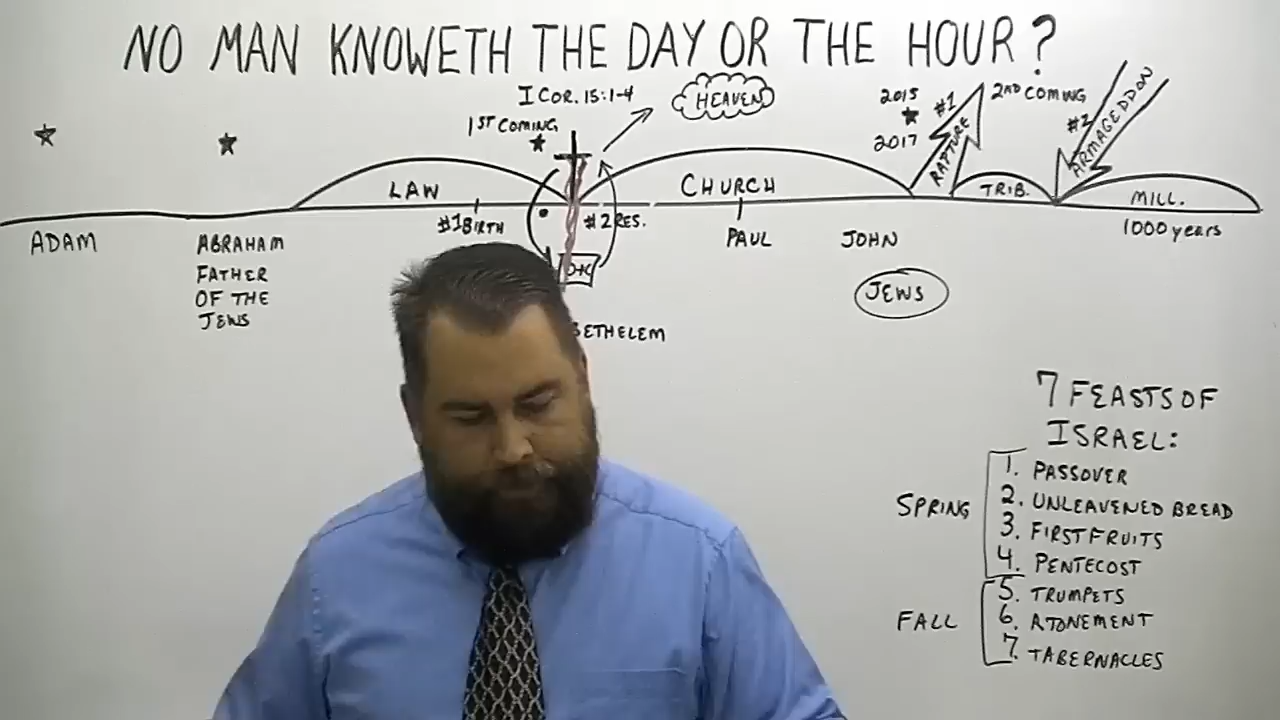 NO MAN KNOWETH THE DAY OR THE HOUR?
I COR. 15:1-4
HEAVEN
1ST COMING
2015
2017
#1
RAPTURE
2ND COMING
#2
ARMAGEDDON
LAW
CHURCH
TRIB.
MILL.
#1 BIRTH
#2 RES.
1000 years
ADAM
ABRAHAM
FATHER
OF THE
JEWS
PAUL
JOHN
JEWS
ETHELEM
7 FEASTS OF
ISRAEL:
SPRING
1. PASSOVER
2. UNLEAVENED BREAD
3. FIRSTFRUITS
4. PENTECOST
FALL
5. TRUMPETS
6. ATONEMENT
7. TABERNACLES